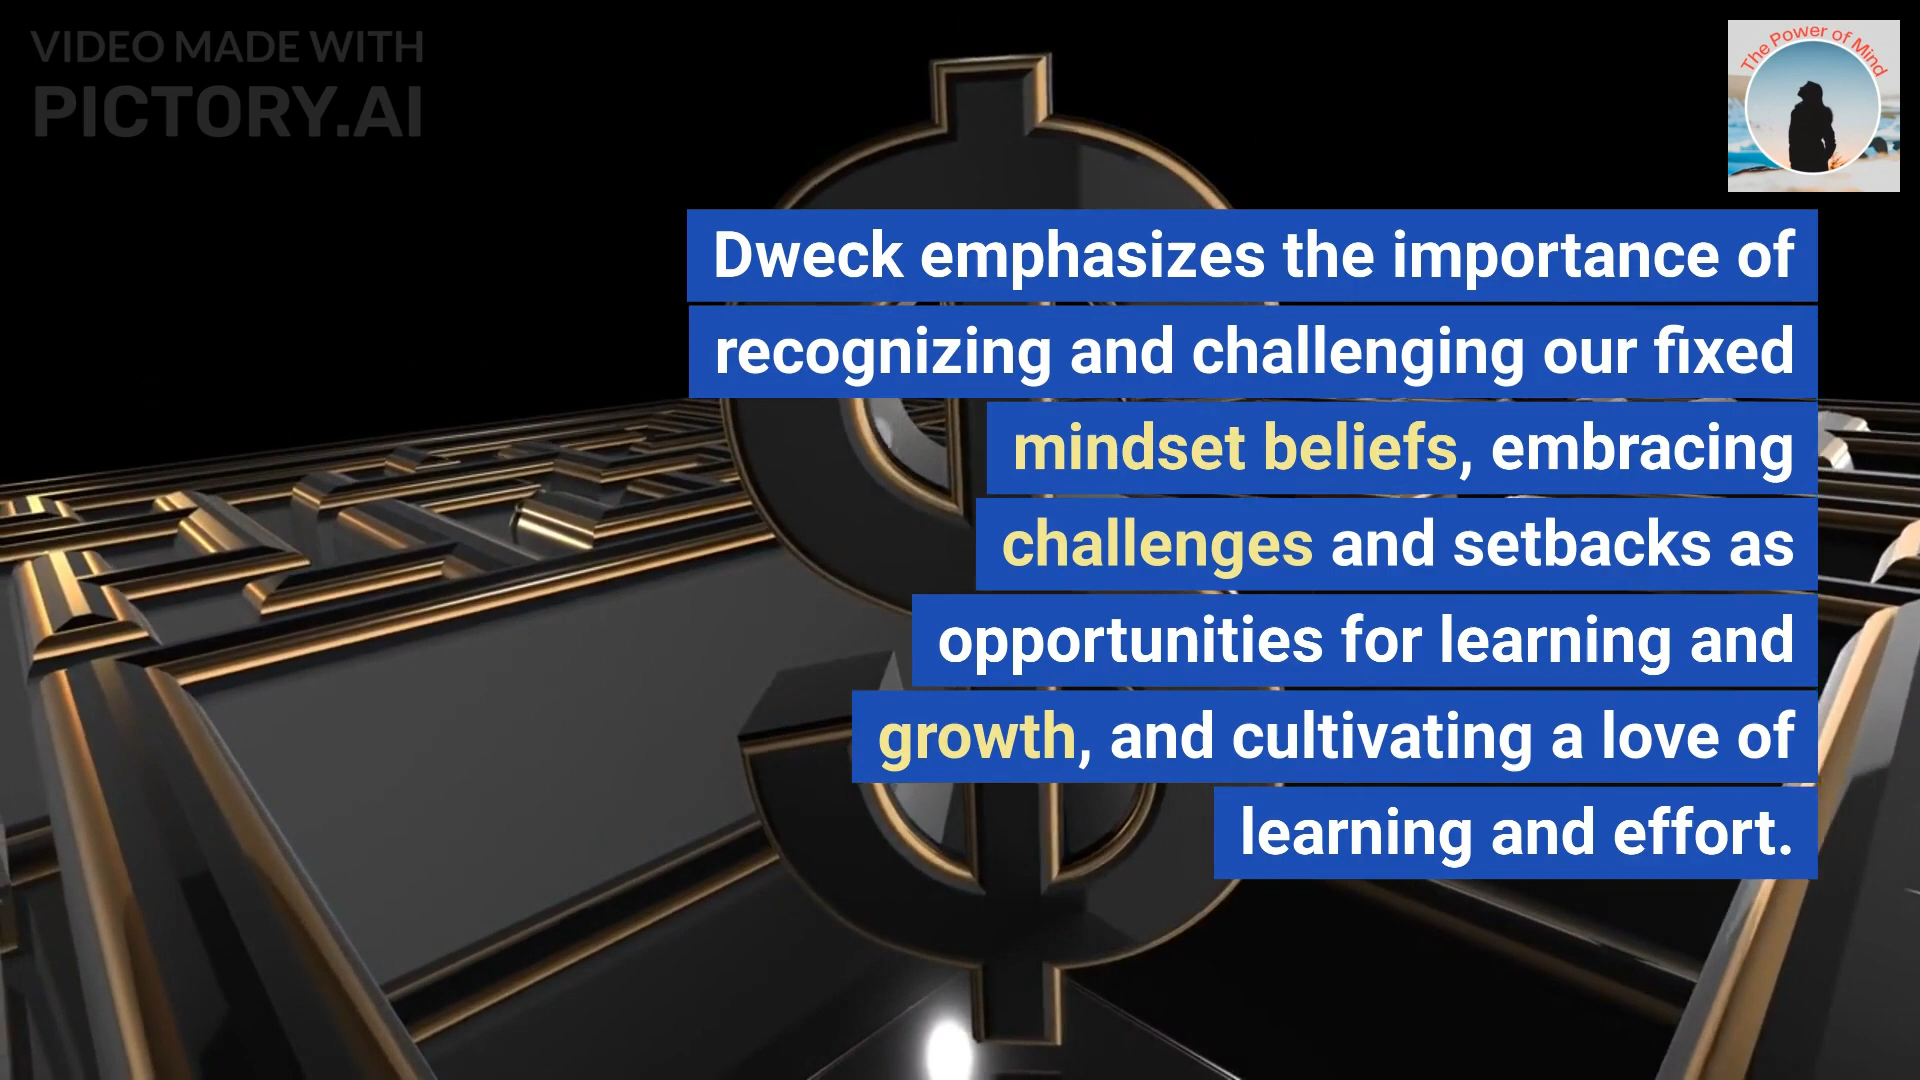 VIDEO MADE WITH
PICTORY.AI
The Power of Mind
Dweck emphasizes the importance of
recognizing and challenging our fixed
mindset beliefs, embracing
challenges and setbacks as
opportunities for learning and
growth, and cultivating a love of
learning and effort.